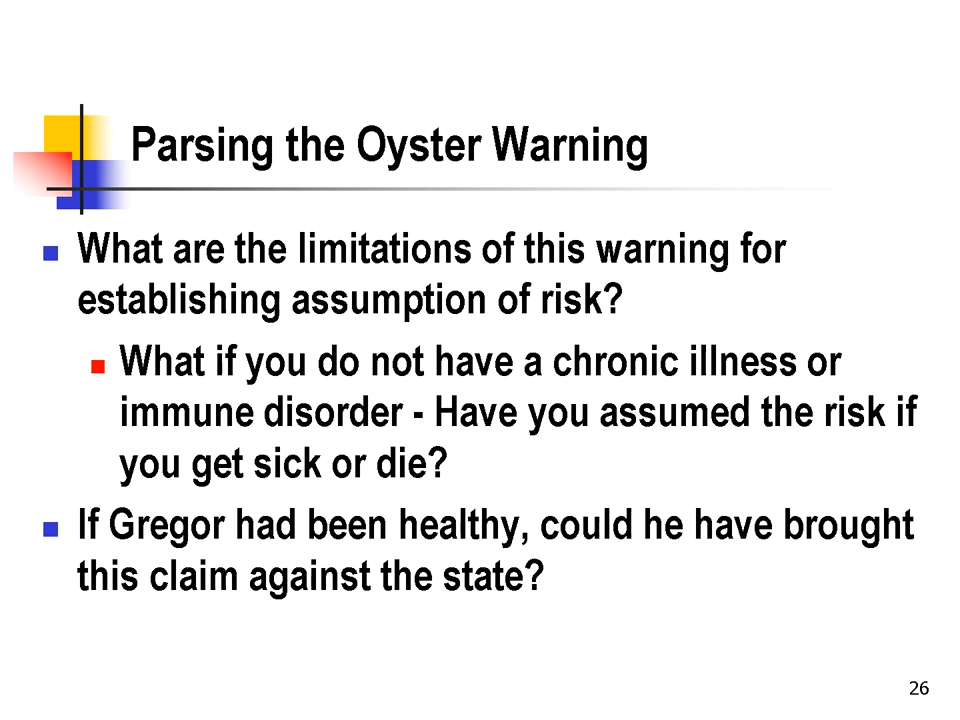 Parsing the Oyster Warning
What are the limitations of this warning for
establishing assumption of risk?
What if you do not have a chronic illness or
immune disorder - Have you assumed the risk if
you get sick or die?
If Gregor had been healthy, could he have brought
this claim against the state?
26